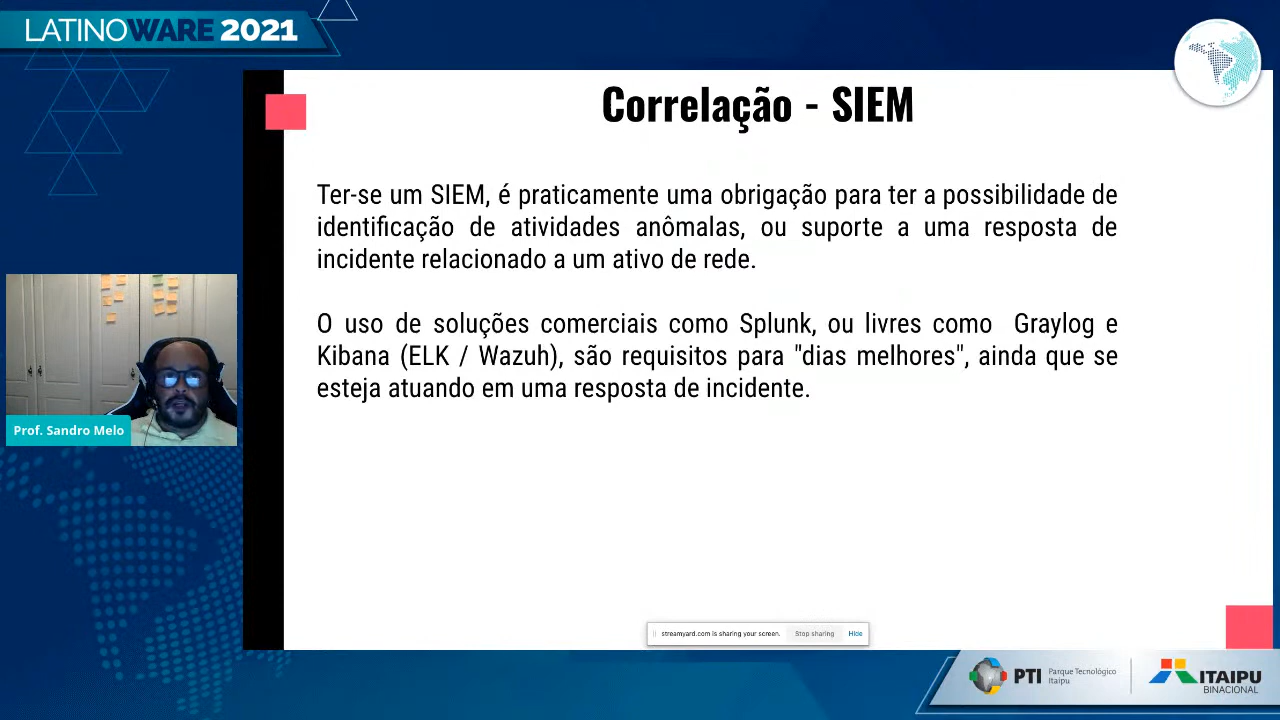 LATINOWARE 2021
Correlação - SIEM
Ter-se um SIEM, é praticamente uma obrigação para ter a possibilidade de
identificação de atividades anômalas, ou suporte a uma resposta de
incidente relacionado a um ativo de rede.
O uso de soluções comerciais como Splunk, ou livres como Graylog e
Kibana (ELK / Wazuh), são requisitos para "dias melhores", ainda que se
esteja atuando em uma resposta de incidente.
Prof. Sandro Melo
streamyard.com is sharing your screen. Stop sharing Hide
PTI Parque Tecnológico
Itaipu
ITAIPU
BINACIONAL